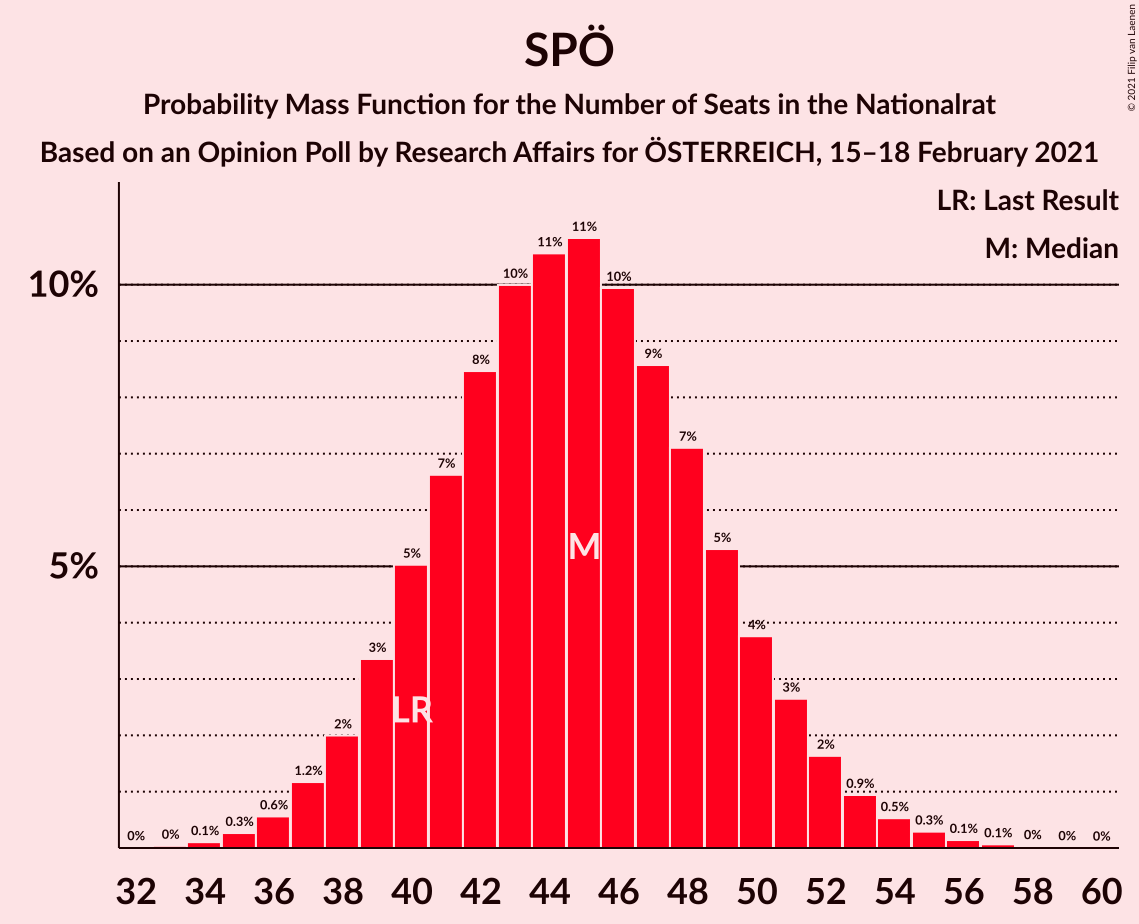 SPÖ
Probability Mass Function for the Number of Seats in the Nationalrat
Based on an Opinion Poll by Research Affairs for ÖSTERREICH, 15–18 February 2021
© 2021 Filip van Laenen
LR: Last Result
M: Median
10%
5%
0% 0% 0.1% 0.3% 0.6% 1.2% 2% 3% 5% 7% 8% 10% 11% 11% 10% 9% 7% 5% 4% 3% 2% 0.9% 0.5% 0.3% 0.1% 0.1% 0% 0% 0%
M
LR
32 34 36 38 40 42 44 46 48 50 52 54 56 58 60